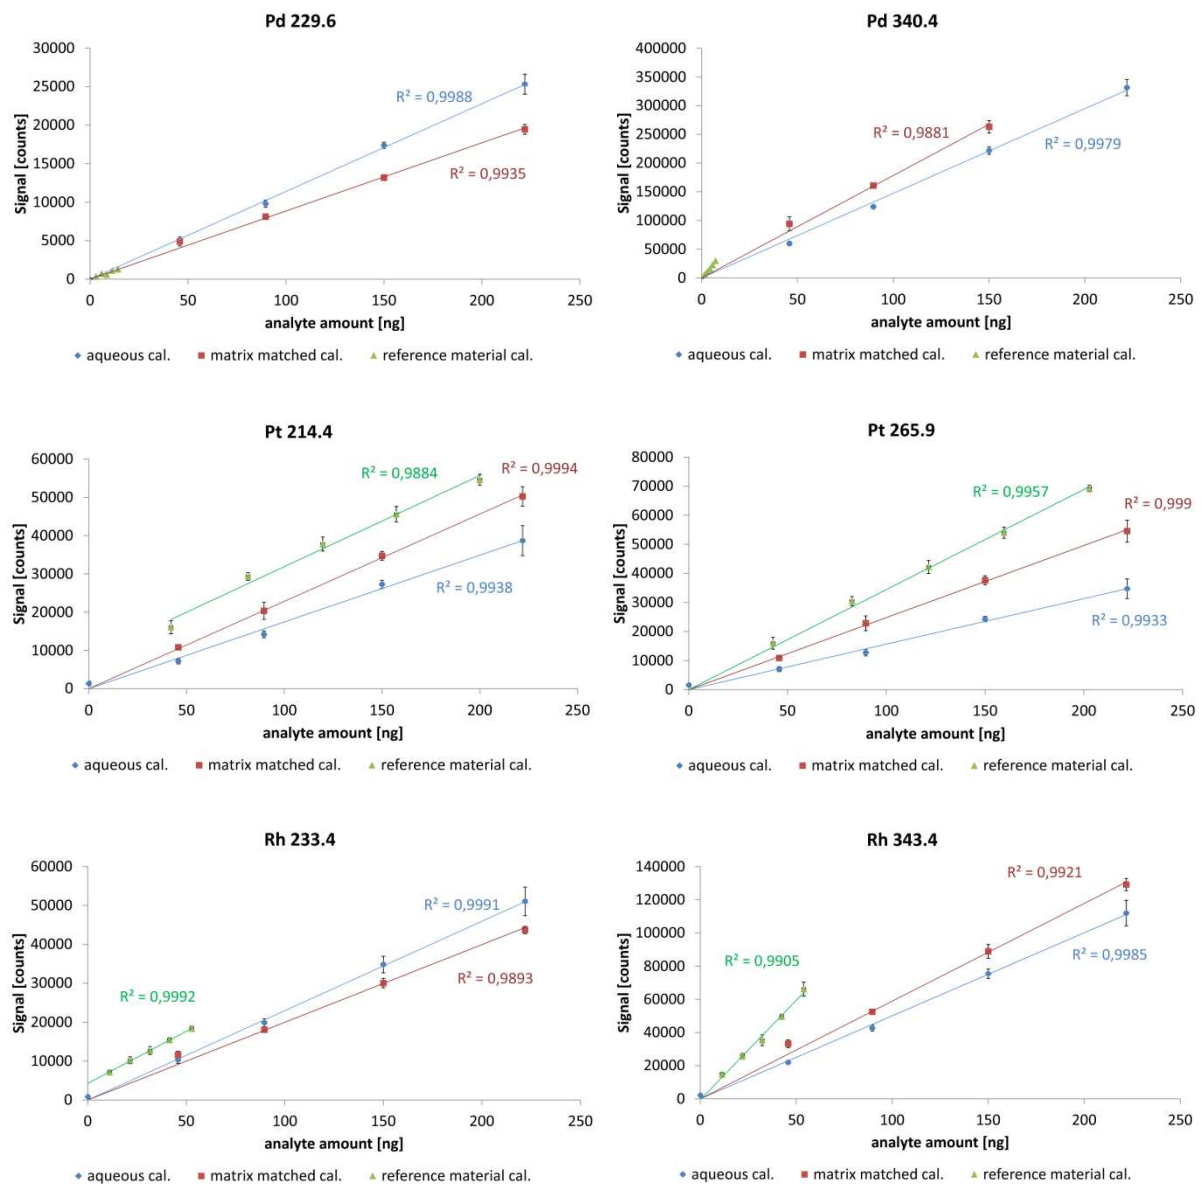 Pd 229.6
30000
25000
20000
15000
10000
5000
0
Signal [counts]
R² = 0,9988
R² = 0,9935
0 50 100 150 200 250
analyte amount [ng]
aqueous cal. matrix matched cal. reference material cal.
Pd 340.4
400000
350000
300000
250000
200000
150000
100000
50000
0
Signal [counts]
R² = 0,9881
R² = 0,9979
0 50 100 150 200 250
analyte amount [ng]
aqueous cal. matrix matched cal. reference material cal.
Pt 214.4
60000
50000
40000
30000
20000
10000
0
Signal [counts]
R² = 0,9884
R² = 0,9994
R² = 0,9938
0 50 100 150 200 250
analyte amount [ng]
aqueous cal. matrix matched cal. reference material cal.
Pt 265.9
80000
70000
60000
50000
40000
30000
20000
10000
0
Signal [counts]
R² = 0,9957
R² = 0,999
R² = 0,9933
0 50 100 150 200 250
analyte amount [ng]
aqueous cal. matrix matched cal. reference material cal.
Rh 233.4
60000
50000
40000
30000
20000
10000
0
Signal [counts]
R² = 0,9991
R² = 0,9992
R² = 0,9893
0 50 100 150 200 250
analyte amount [ng]
aqueous cal. matrix matched cal. reference material cal.
Rh 343.4
140000
120000
100000
80000
60000
40000
20000
0
Signal [counts]
R² = 0,9921
R² = 0,9905
R² = 0,9985
0 50 100 150 200 250
analyte amount [ng]
aqueous cal. matrix matched cal. reference material cal.